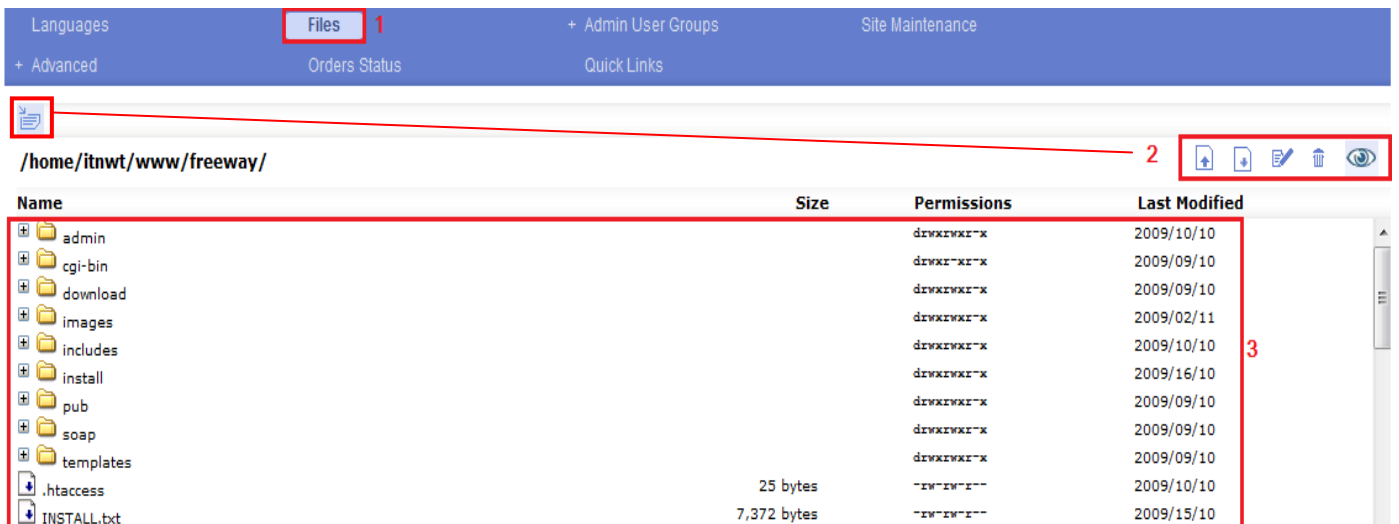 Languages Files 1 + Admin User Groups Site Maintenance
+ Advanced Orders Status Quick Links
/home/itnwt/www/freeway/ 2
Name Size Permissions Last Modified
admin drwxrwxr-x 2009/10/10
cgi-bin drwxr-xr-x 2009/09/10
download drwxrwxr-x 2009/09/10
images drwxrwxr-x 2009/02/11
includes drwxrwxr-x 2009/10/10 3
install drwxrwxr-x 2009/16/10
pub drwxrwxr-x 2009/09/10
soap drwxrwxr-x 2009/09/10
templates drwxrwxr-x 2009/09/10
.htaccess 25 bytes -rw-rw-r-- 2009/10/10
INSTALL.txt 7,372 bytes -rw-rw-r-- 2009/15/10